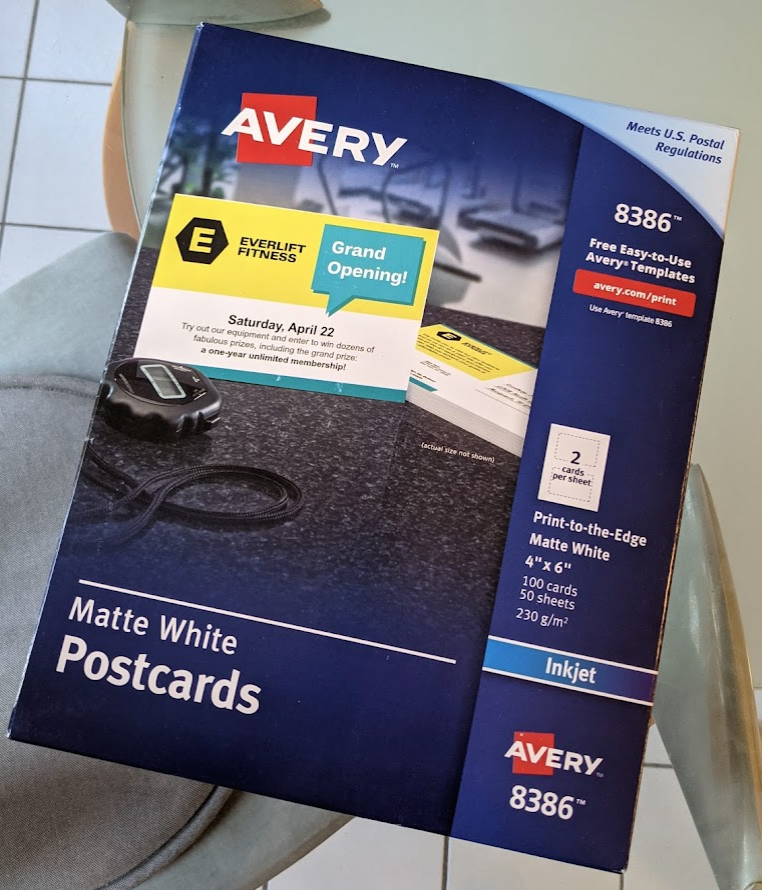 AVERY™
Meets U.S. Postal
Regulations
8386™
Free Easy-to-Use
Avery® Templates
avery.com/print
Use Avery® template 8386
E
EVERLIFT
FITNESS
Grand
Opening!
Saturday, April 22
Try out our equipment and enter to win dozens of
fabulous prizes, including the grand prize:
a one-year unlimited membership!
(actual size not shown)
2
cards
per sheet
Print-to-the-Edge
Matte White
4" x 6"
100 cards
50 sheets
230 g/m²
Inkjet
Matte White
Postcards
AVERY™
8386™